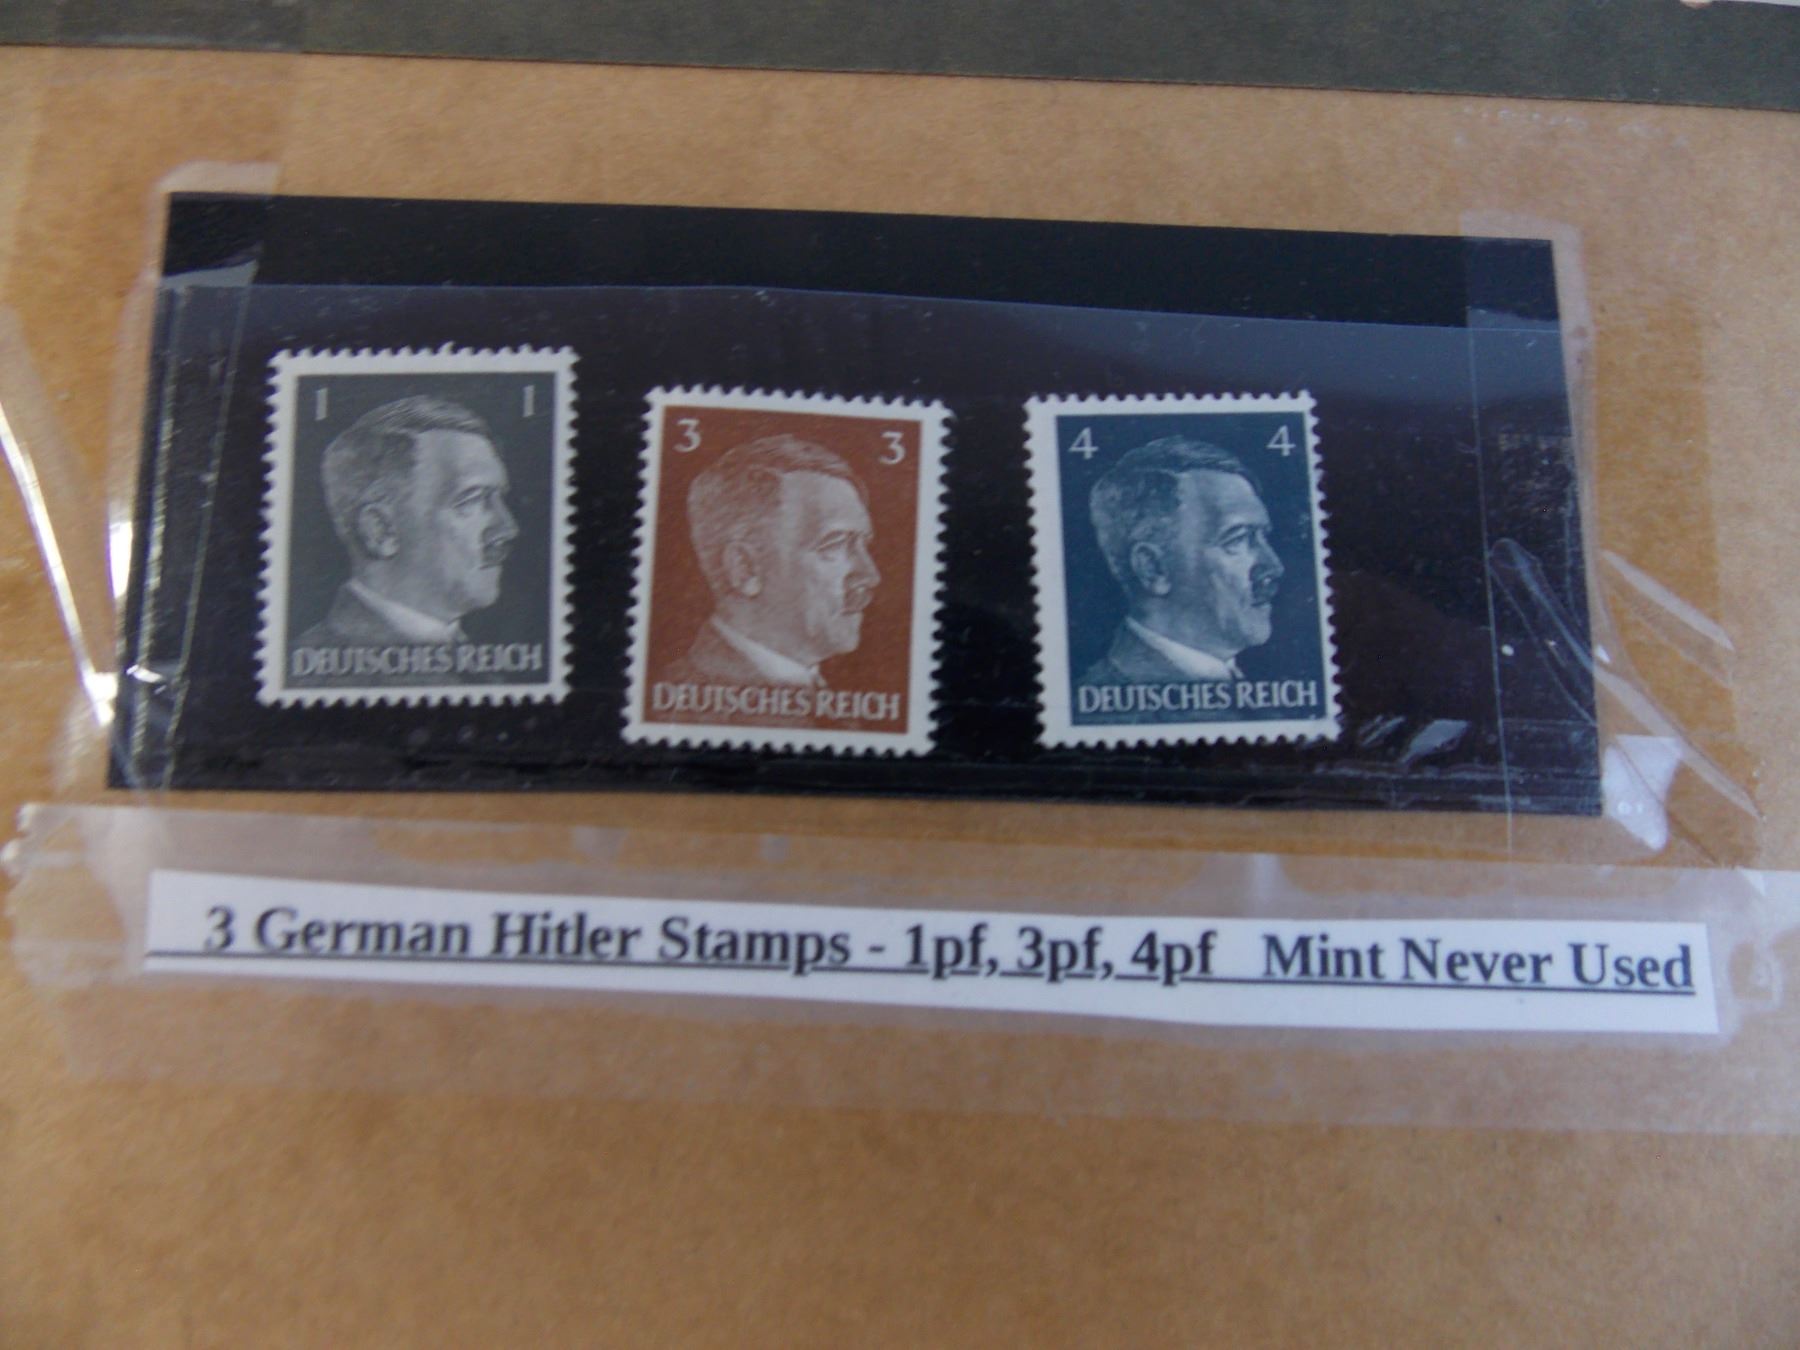 1 1
DEUTSCHES REICH
3 3
DEUTSCHES REICH
4 4
DEUTSCHES REICH
3 German Hitler Stamps - 1pf, 3pf, 4pf Mint Never Used